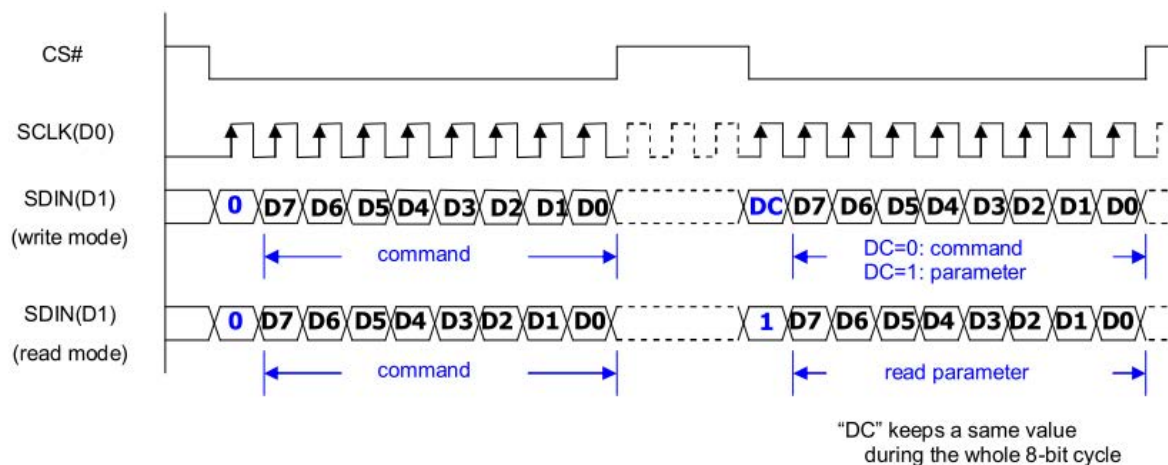 CS#
SCLK(D0)
SDIN(D1) 0 D7 D6 D5 D4 D3 D2 D1 D0 DC D7 D6 D5 D4 D3 D2 D1 D0
(write mode)
command
DC=0: command
DC=1: parameter
SDIN(D1) 0 D7 D6 D5 D4 D3 D2 D1 D0 1 D7 D6 D5 D4 D3 D2 D1 D0
(read mode)
command read parameter
“DC” keeps a same value
during the whole 8-bit cycle